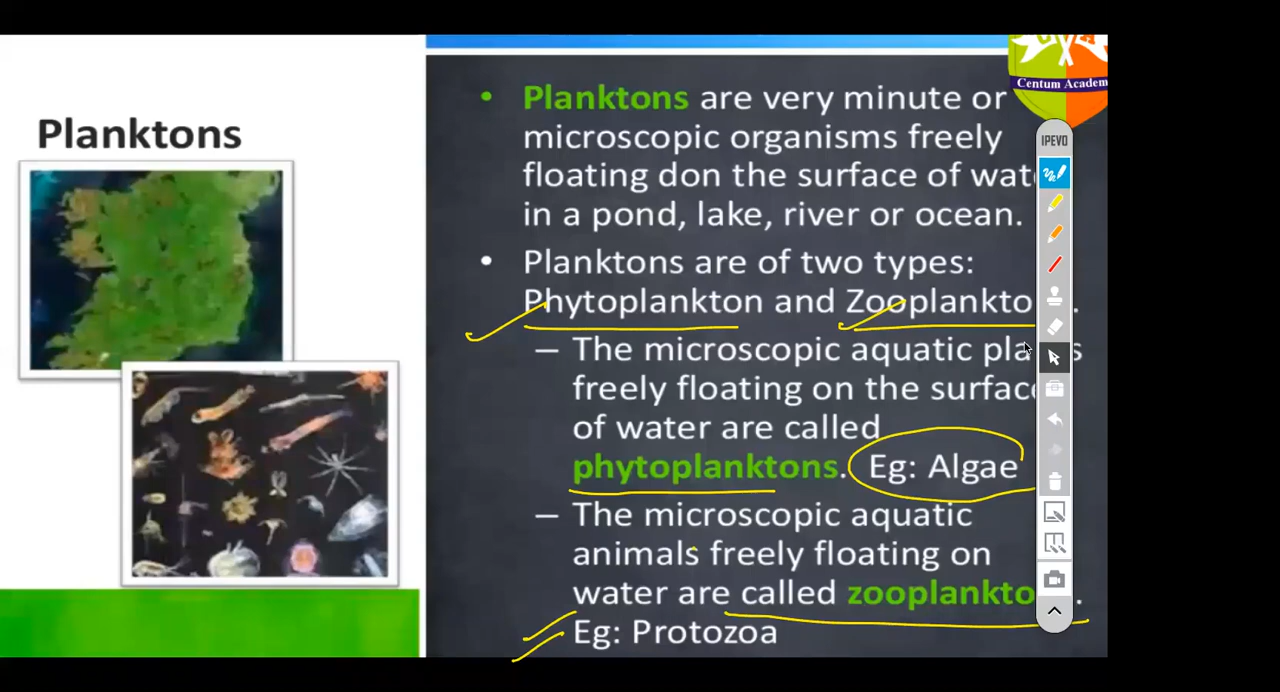 Planktons
Planktons are very minute or
microscopic organisms freely
floating don the surface of wat
in a pond, lake, river or ocean.
Planktons are of two types:
Phytoplankton and Zooplankto .
– The microscopic aquatic pla s
freely floating on the surfac
of water are called
phytoplanktons. Eg: Algae
– The microscopic aquatic
animals freely floating on
water are called zooplankto .
Eg: Protozoa
Centum Academ
IPEVO